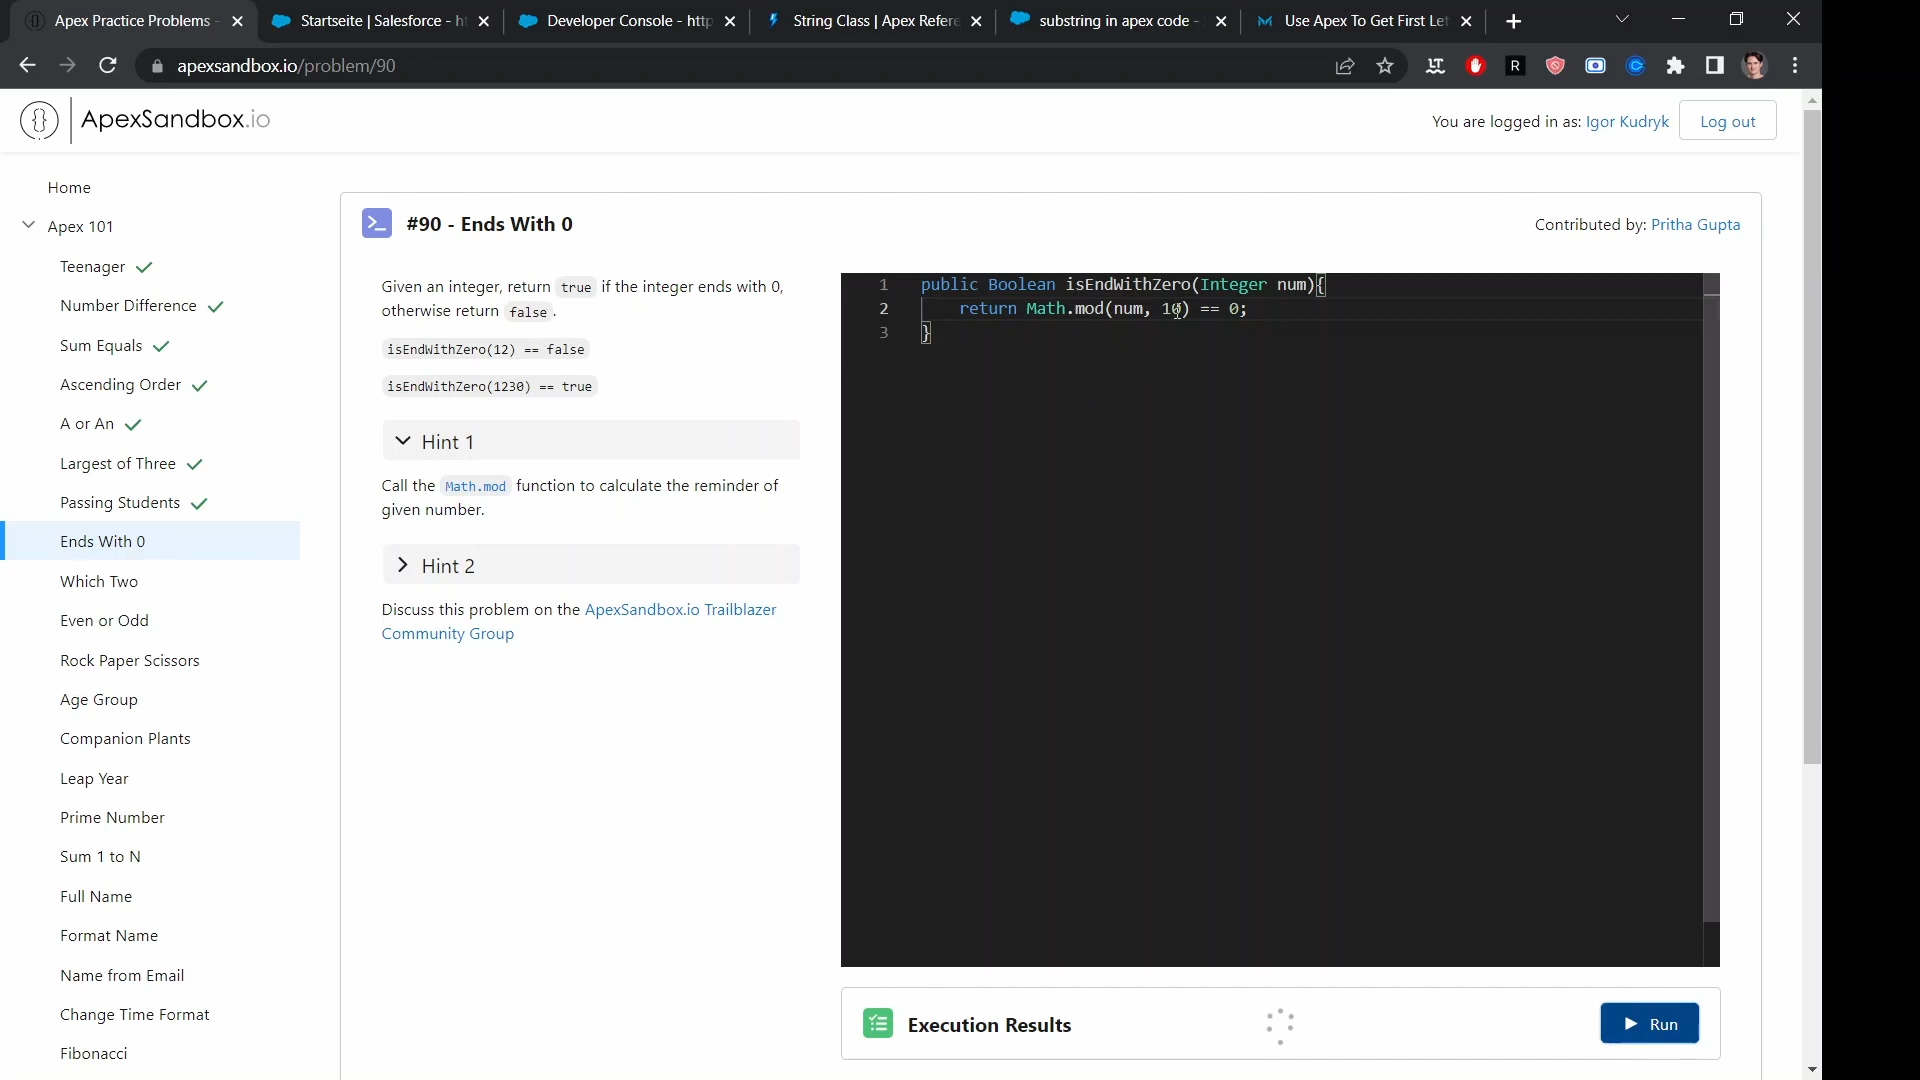 Apex Practice Problems -
Startseite | Salesforce - h
Developer Console - http
String Class | Apex Refere
substring in apex code -
Use Apex To Get First Let
apexsandbox.io/problem/90
R
{} ApexSandbox.io
You are logged in as: Igor Kudryk
Log out
Home
Apex 101
Teenager
Number Difference
Sum Equals
Ascending Order
A or An
Largest of Three
Passing Students
Ends With 0
Which Two
Even or Odd
Rock Paper Scissors
Age Group
Companion Plants
Leap Year
Prime Number
Sum 1 to N
Full Name
Format Name
Name from Email
Change Time Format
Fibonacci
#90 - Ends With 0
Contributed by: Pritha Gupta
Given an integer, return true if the integer ends with 0,
otherwise return false.
isEndWithZero(12) == false
isEndWithZero(1230) == true
Hint 1
Call the Math.mod function to calculate the reminder of
given number.
Hint 2
Discuss this problem on the ApexSandbox.io Trailblazer
Community Group
1 public Boolean isEndWithZero(Integer num){
2 return Math.mod(num, 10) == 0;
3 }
Execution Results
Run